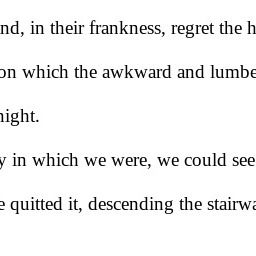 nd, in their frankness, regret the h
on which the awkward and lumbe
night.
y in which we were, we could see
e quitted it, descending the stairwa